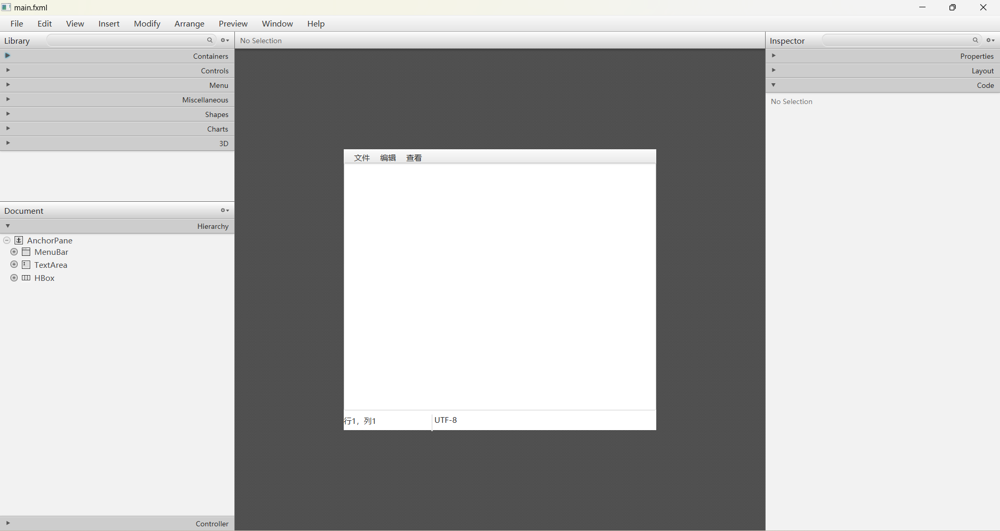 main.fxml
File Edit View Insert Modify Arrange Preview Window Help
Library
Containers
Controls
Menu
Miscellaneous
Shapes
Charts
3D
Document
Hierarchy
AnchorPane
MenuBar
TextArea
HBox
Controller
No Selection
文件 编辑 查看
行1，列1 UTF-8
Inspector
Properties
Layout
Code
No Selection